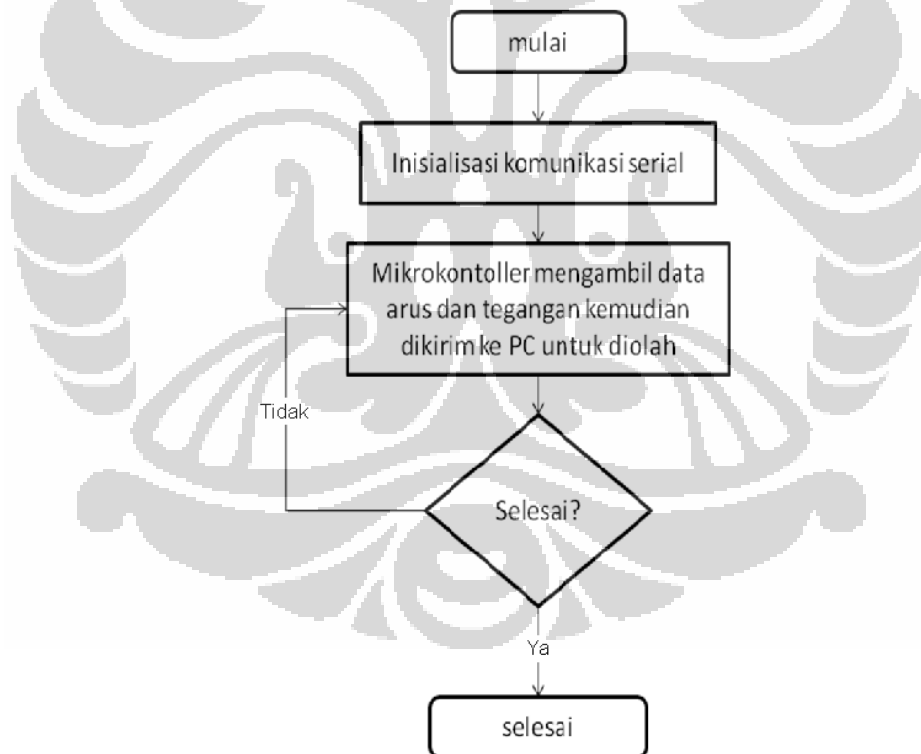 mulai
Inisialisasi komunikasi serial
Mikrokontoller mengambil data
arus dan tegangan kemudian
dikirim ke PC untuk diolah
Tidak
Selesai?
Ya
selesai